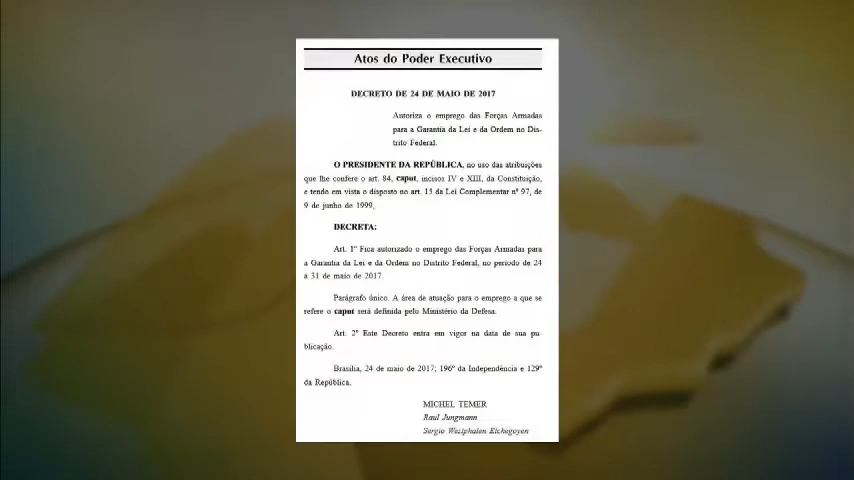 Atos do Poder Executivo
DECRETO DE 24 DE MAIO DE 2017
Autoriza o emprego das Forças Armadas
para a Garantia da Lei e da Ordem no Dis-
trito Federal.
O PRESIDENTE DA REPÚBLICA, no uso das atribuições
que lhe confere o art. 84, caput, incisos IV e XIII, da Constituição,
e tendo em vista o disposto no art. 15 da Lei Complementar nº 97, de
9 de junho de 1999,
DECRETA:
Art. 1º Fica autorizado o emprego das Forças Armadas para
a Garantia da Lei e da Ordem no Distrito Federal, no período de 24
a 31 de maio de 2017.
Parágrafo único. A área de atuação para o emprego a que se
refere o caput será definida pelo Ministério da Defesa.
Art. 2º Este Decreto entra em vigor na data de sua pu-
blicação.
Brasília, 24 de maio de 2017; 196º da Independência e 129º
da República.
MICHEL TEMER
Raul Jungmann
Sergio Westphalen Etchegoyen